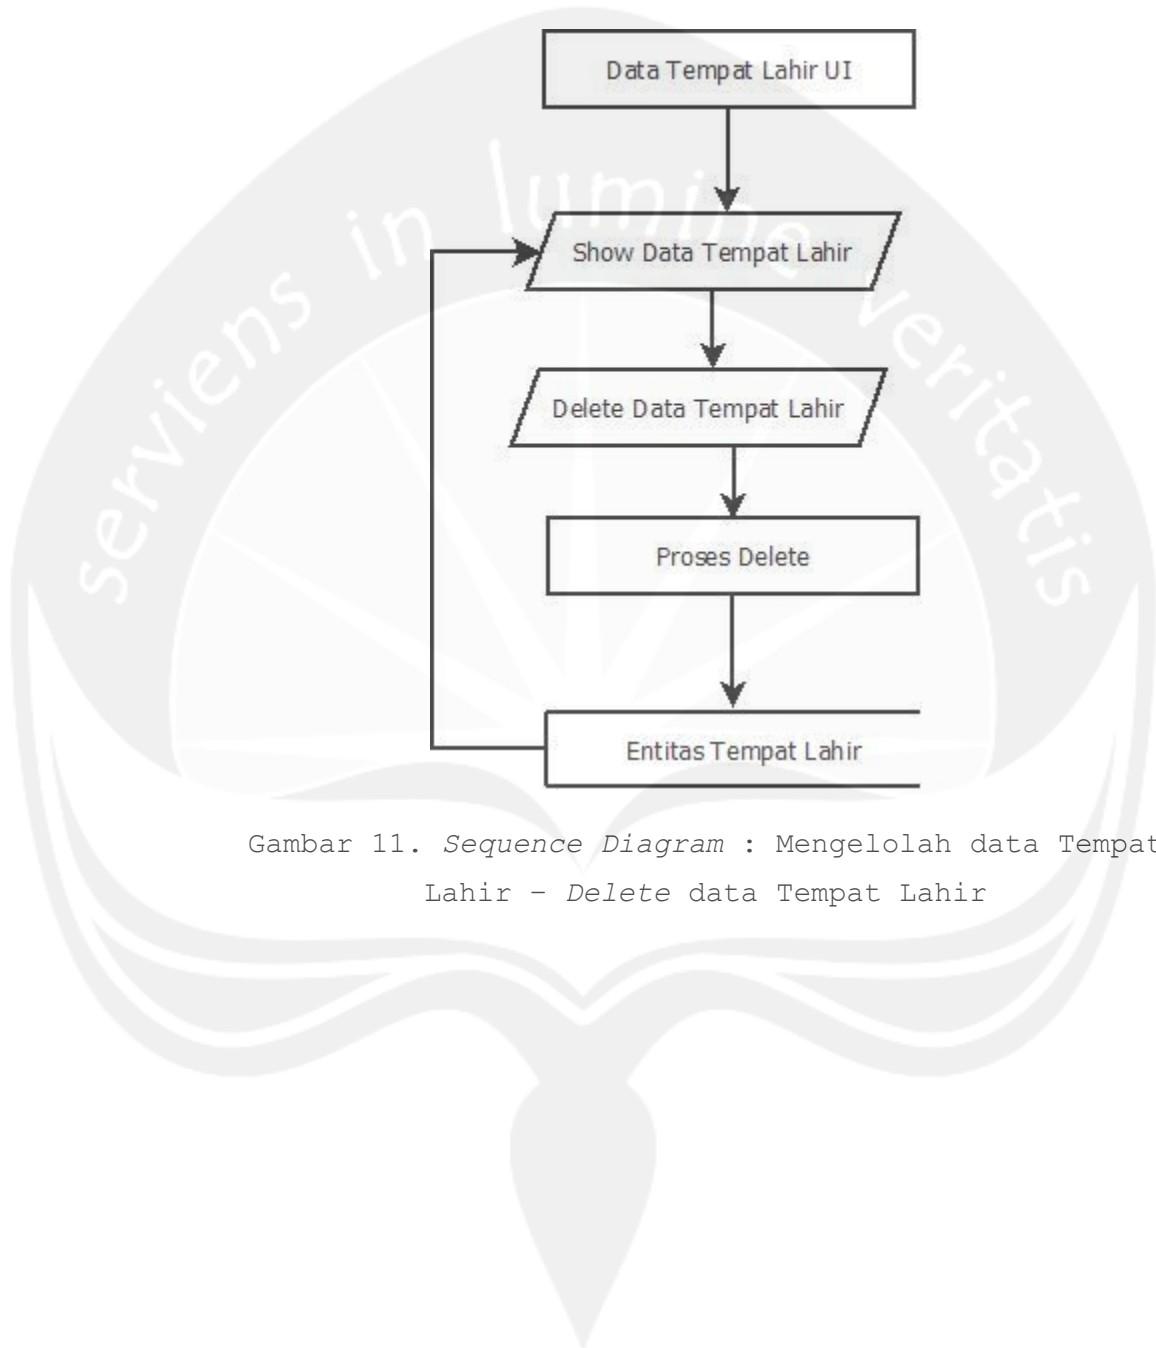 serviens in lumine veritatis
Data Tempat Lahir UI
Show Data Tempat Lahir
Delete Data Tempat Lahir
Proses Delete
Entitas Tempat Lahir
Gambar 11. Sequence Diagram : Mengelolah data Tempat
Lahir – Delete data Tempat Lahir